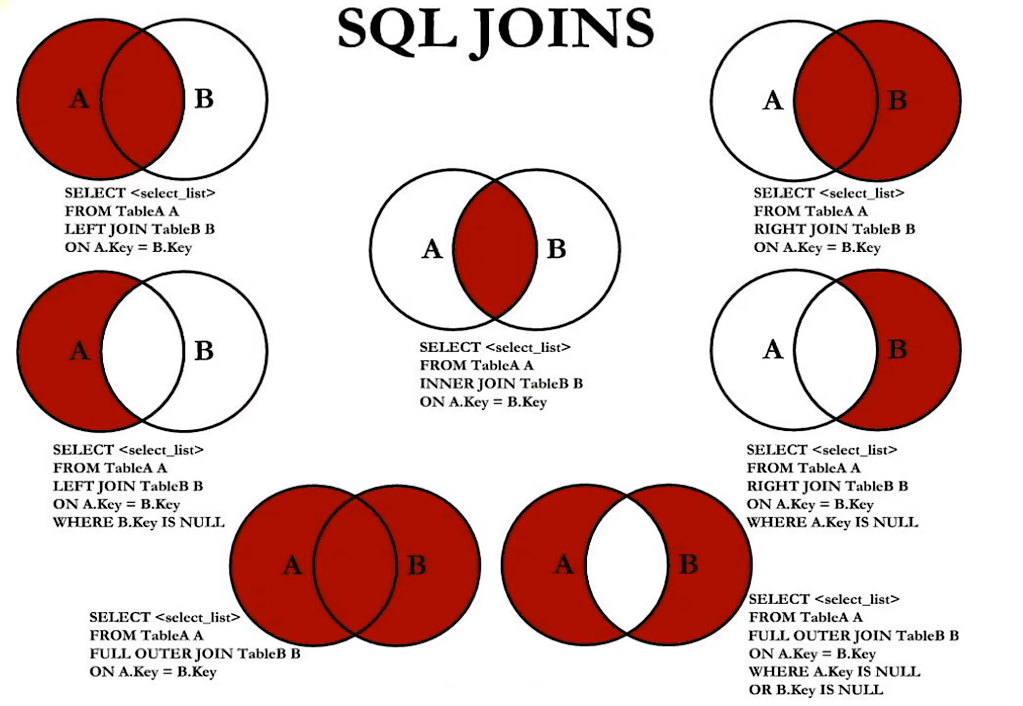 SQL JOINS
A B
SELECT <select_list>
FROM TableA A
LEFT JOIN TableB B
ON A.Key = B.Key
A B
SELECT <select_list>
FROM TableA A
RIGHT JOIN TableB B
ON A.Key = B.Key
A B
SELECT <select_list>
FROM TableA A
INNER JOIN TableB B
ON A.Key = B.Key
A B
SELECT <select_list>
FROM TableA A
LEFT JOIN TableB B
ON A.Key = B.Key
WHERE B.Key IS NULL
A B
SELECT <select_list>
FROM TableA A
RIGHT JOIN TableB B
ON A.Key = B.Key
WHERE A.Key IS NULL
A B
SELECT <select_list>
FROM TableA A
FULL OUTER JOIN TableB B
ON A.Key = B.Key
A B
SELECT <select_list>
FROM TableA A
FULL OUTER JOIN TableB B
ON A.Key = B.Key
WHERE A.Key IS NULL
OR B.Key IS NULL